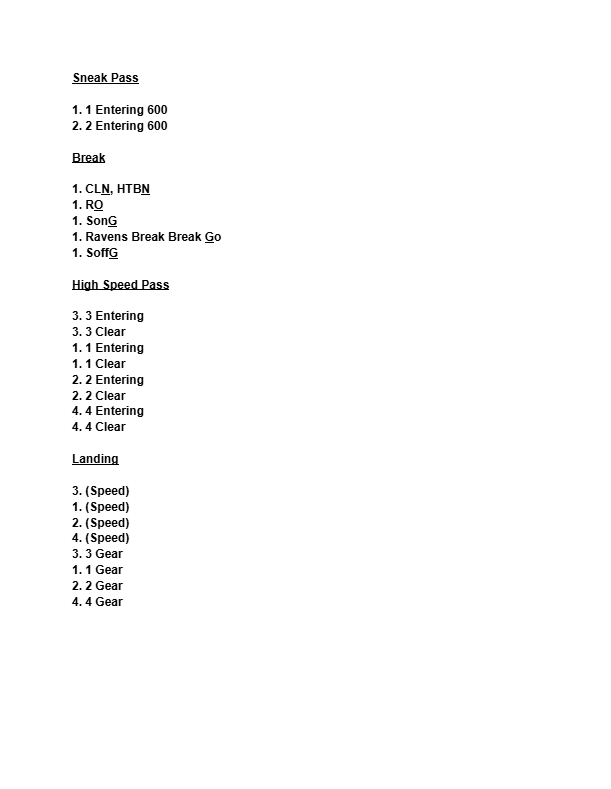 Sneak Pass
1. 1 Entering 600
2. 2 Entering 600
Break
1. CLN, HTBN
1. RO
1. SonG
1. Ravens Break Break Go
1. SoffG
High Speed Pass
3. 3 Entering
3. 3 Clear
1. 1 Entering
1. 1 Clear
2. 2 Entering
2. 2 Clear
4. 4 Entering
4. 4 Clear
Landing
3. (Speed)
1. (Speed)
2. (Speed)
4. (Speed)
3. 3 Gear
1. 1 Gear
2. 2 Gear
4. 4 Gear